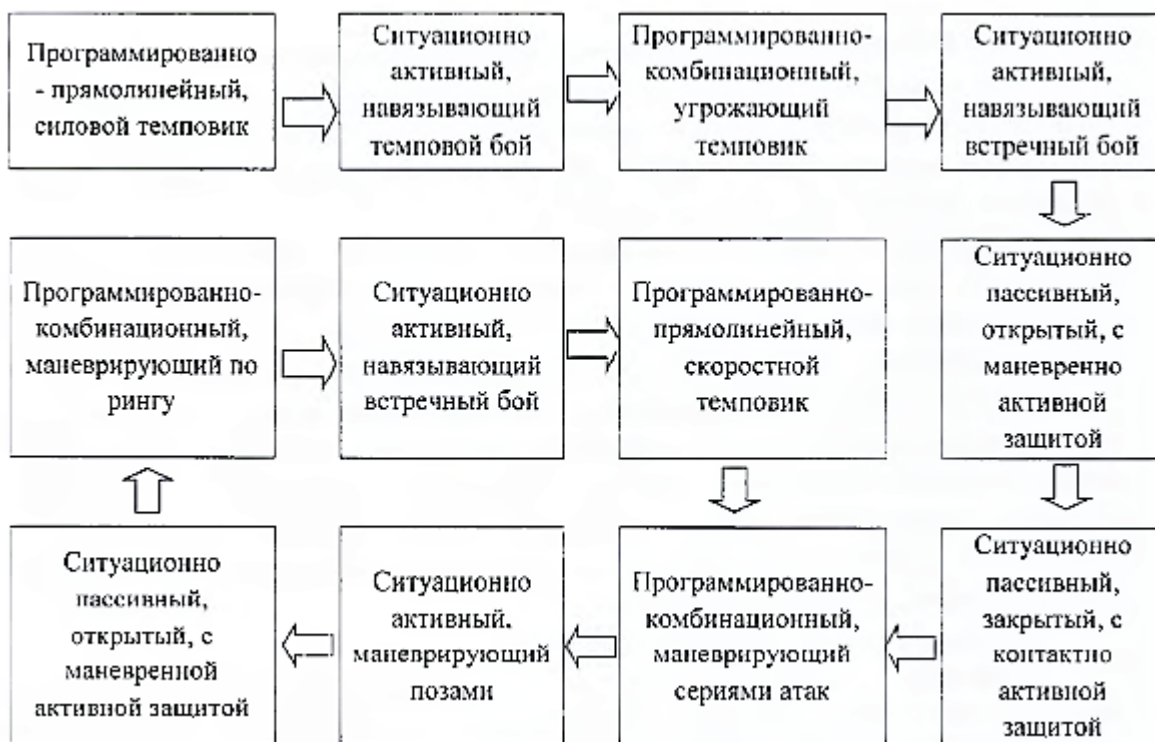 Программированно
- прямолинейный,
силовой темповик
Ситуационно
активный,
навязывающий
темповой бой
Программированно-
комбинационный,
угрожающий
темповик
Ситуационно
активный,
навязывающий
встречный бой
Программированно-
комбинационный,
маневрирующий по
рингу
Ситуационно
активный,
навязывающий
встречный бой
Программированно-
прямолинейный,
скоростной
темповик
Ситуационно
пассивный,
открытый, с
маневренно
активной
защитой
Ситуационно
пассивный,
открытый, с
маневренной
активной защитой
Ситуационно
активный.
маневрирующий
позами
Программированно-
комбинационный,
маневрирующий
сериями атак
Ситуационно
пассивный,
закрытый, с
контактно
активной
защитой